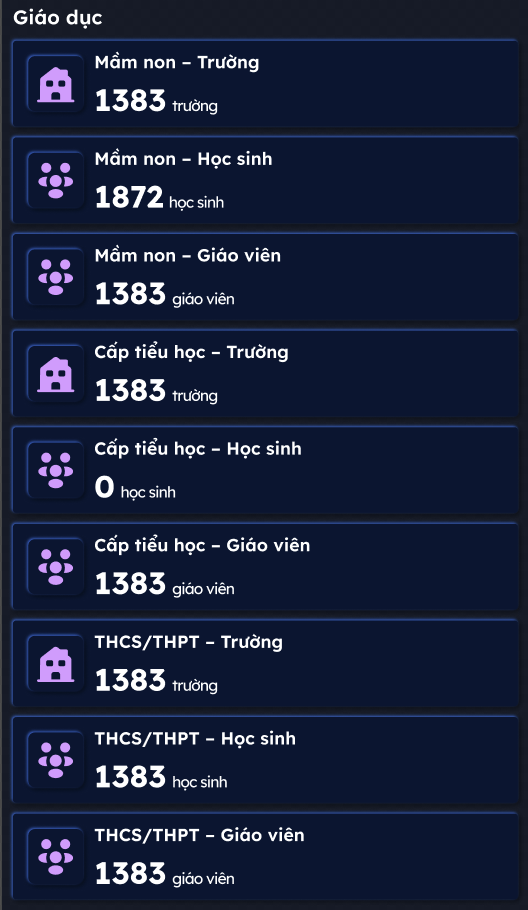 Giáo dục
Mầm non – Trường
1383 trường
Mầm non – Học sinh
1872 học sinh
Mầm non – Giáo viên
1383 giáo viên
Cấp tiểu học – Trường
1383 trường
Cấp tiểu học – Học sinh
0 học sinh
Cấp tiểu học – Giáo viên
1383 giáo viên
THCS/THPT – Trường
1383 trường
THCS/THPT – Học sinh
1383 học sinh
THCS/THPT – Giáo viên
1383 giáo viên